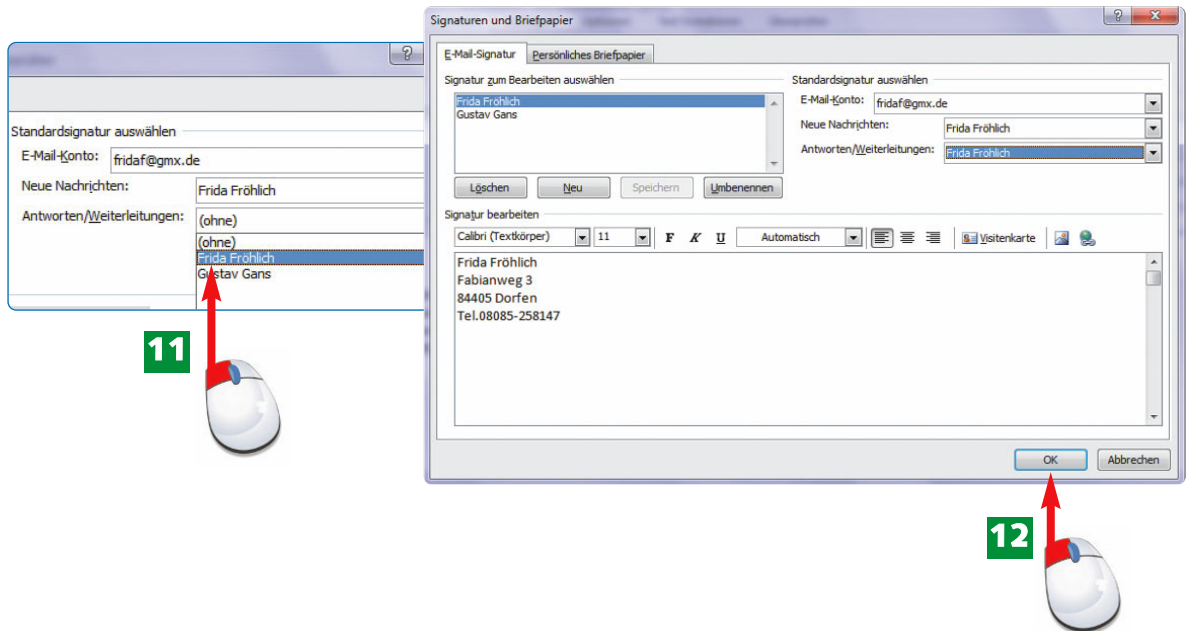 Standardsignatur auswählen
E-Mail-Konto: fridaf@gmx.de
Neue Nachrichten: Frida Fröhlich
Antworten/Weiterleitungen: (ohne)
(ohne)
Frida Fröhlich
Gustav Gans
11
Signaturen und Briefpapier
E-Mail-Signatur Persönliches Briefpapier
Signatur zum Bearbeiten auswählen
Frida Fröhlich
Gustav Gans
Löschen Neu Speichern Umbenennen
Standardsignatur auswählen
E-Mail-Konto: fridaf@gmx.de
Neue Nachrichten: Frida Fröhlich
Antworten/Weiterleitungen: Frida Fröhlich
Signatur bearbeiten
Calibri (Textkörper) 11 F K U Automatisch Visitenkarte
Frida Fröhlich
Fabianweg 3
84405 Dorfen
Tel.08085-258147
OK Abbrechen
12